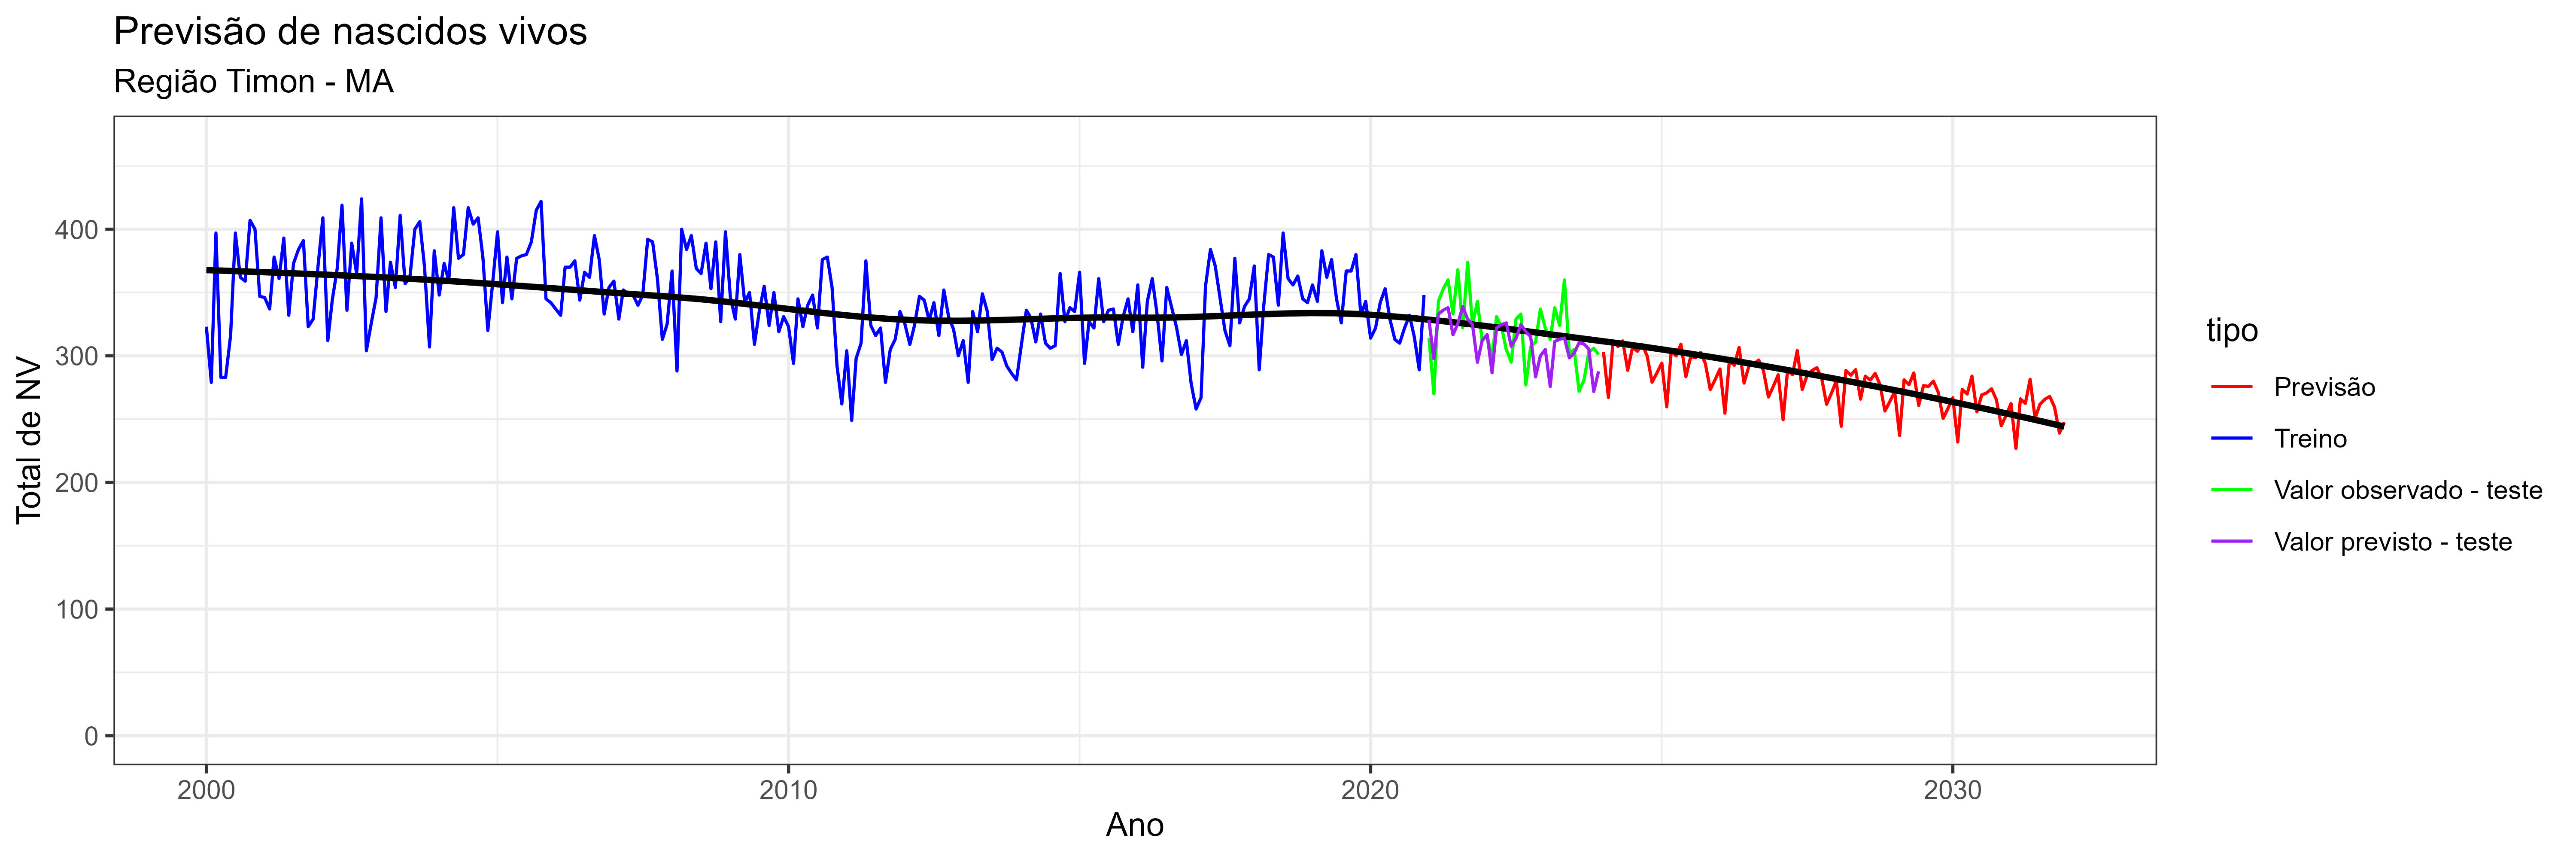 Previsão de nascidos vivos
Região Timon - MA
Total de NV
400
300
200
100
0
2000
2010
2020
2030
Ano
tipo
Previsão
Treino
Valor observado - teste
Valor previsto - teste